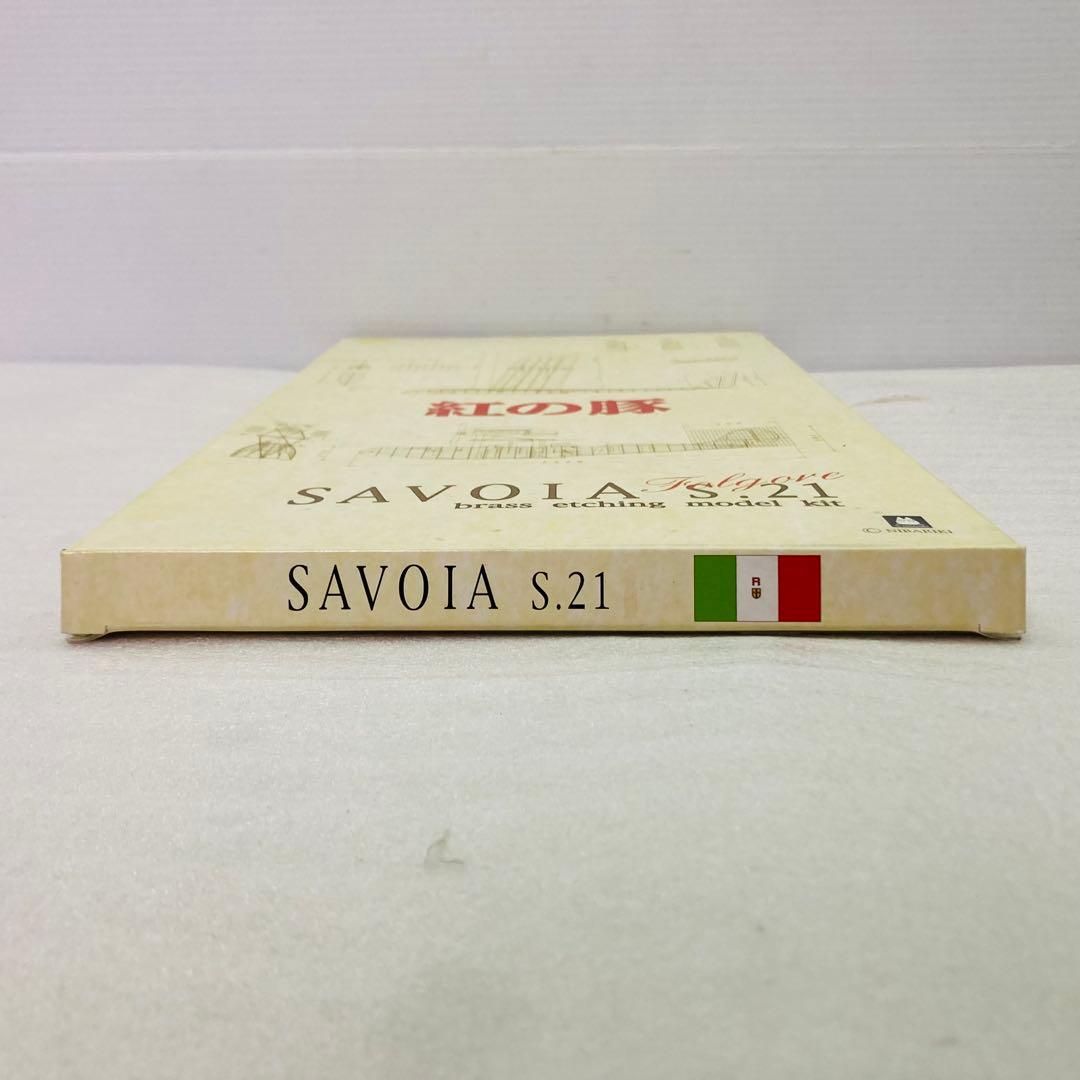 紅の豚
SAVOIA S.21
Folgore
brass etching model kit
© NIBARIKI
SAVOIA S.21
R